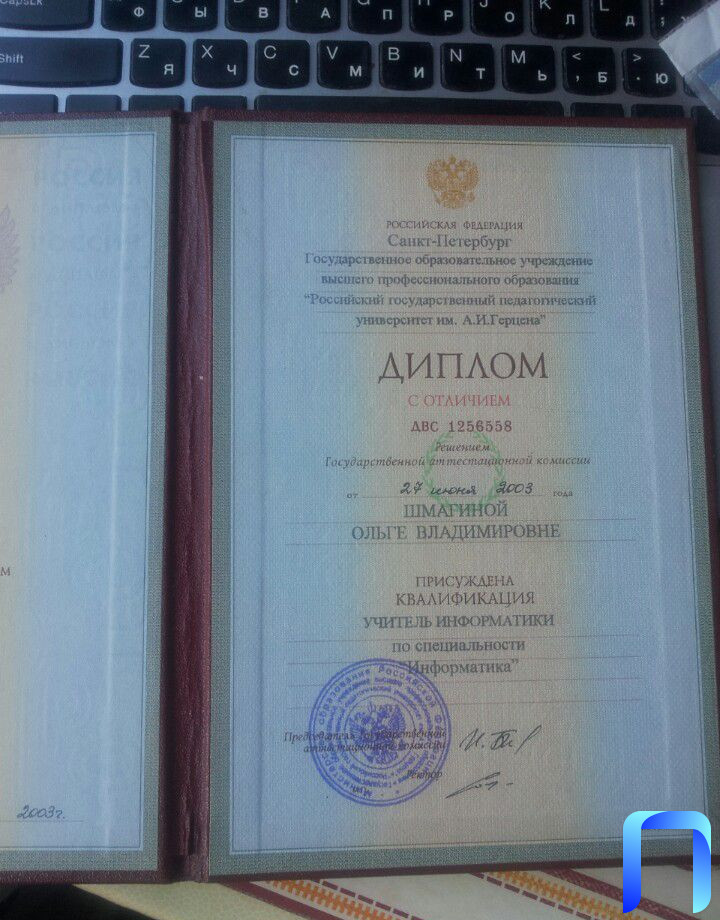 CapsLk
Ф
Ы
В
А
П
Р
О
Л
Д
Shift
Z Я
X Ч
C С
V М
B И
N Т
M Ь
< , Б
> . Ю
РОССИЙСКАЯ ФЕДЕРАЦИЯ
Санкт-Петербург
Государственное образовательное учреждение
высшего профессионального образования
“Российский государственный педагогический
университет им. А.И.Герцена”
ДИПЛОМ
С ОТЛИЧИЕМ
ДВС 1256558
Решением
Государственной аттестационной комиссии
от 27 июня 2003 года
ШМАГИНОЙ
ОЛЬГЕ ВЛАДИМИРОВНЕ
ПРИСУЖДЕНА
КВАЛИФИКАЦИЯ
УЧИТЕЛЬ ИНФОРМАТИКИ
по специальности
“Информатика”
Председатель Государственной
аттестационной комиссии
Ректор
2003г.